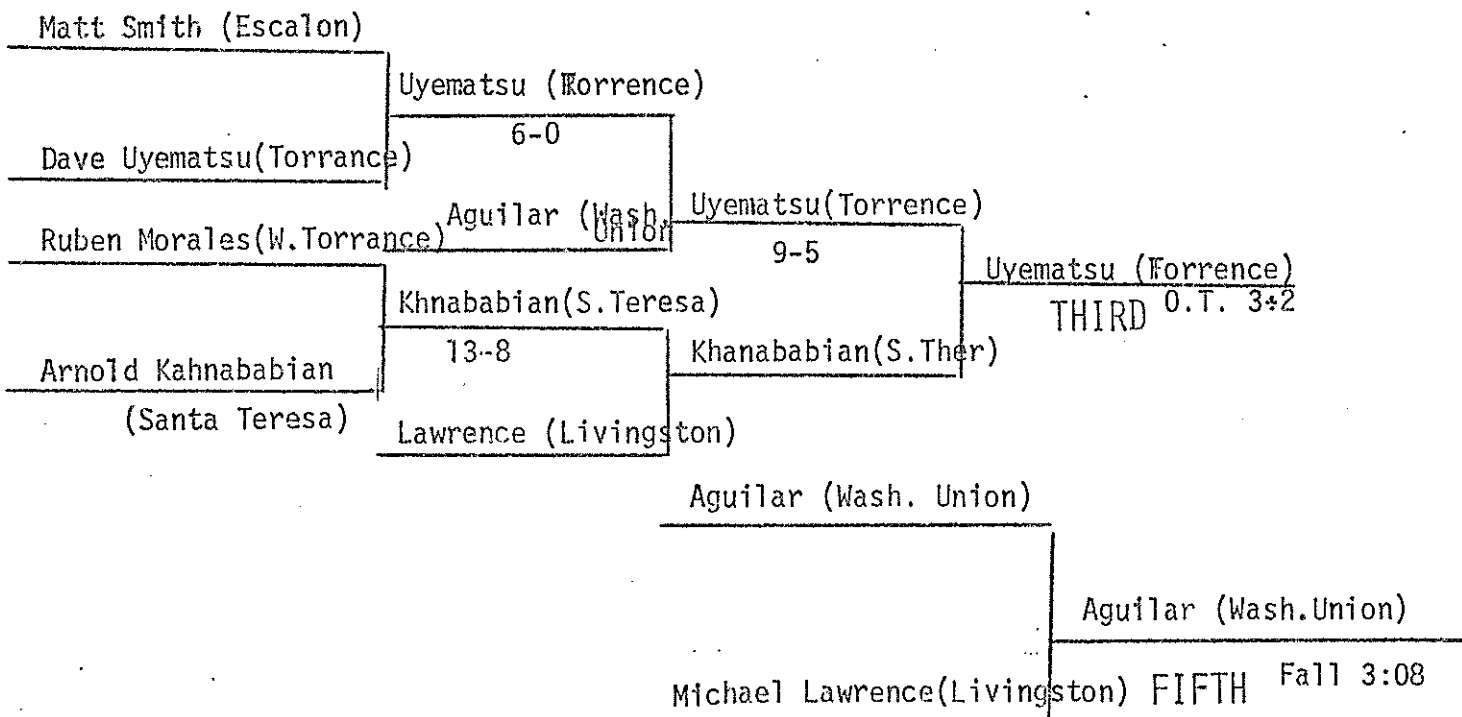 Matt Smith (Escalon)
Uyematsu (Torrence)
6-0
Dave Uyematsu(Torrance)
Aguilar (Wash.
Union
Uyematsu(Torrence)
9-5
Ruben Morales(W.Torrance)
Uyematsu (Torrence)
THIRD O.T. 3-2
Khnababian(S.Teresa)
13-8
Khanababian(S.Ther)
Arnold Kahnababian
(Santa Teresa)
Lawrence (Livingston)
Aguilar (Wash. Union)
Aguilar (Wash.Union)
Michael Lawrence(Livingston) FIFTH Fall 3:08